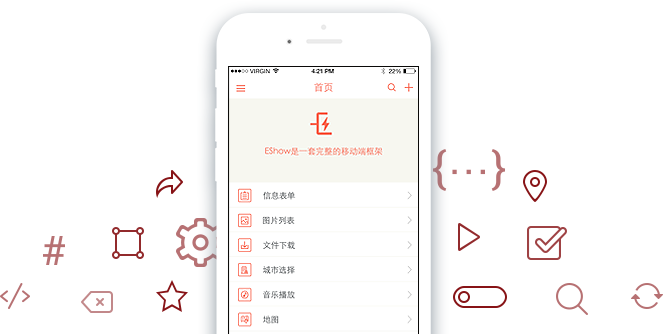 VIRGIN 4:21 PM 22%
首页
EShow是一套完整的移动端框架
信息表单
图片列表
文件下载
城市选择
音乐播放
地图